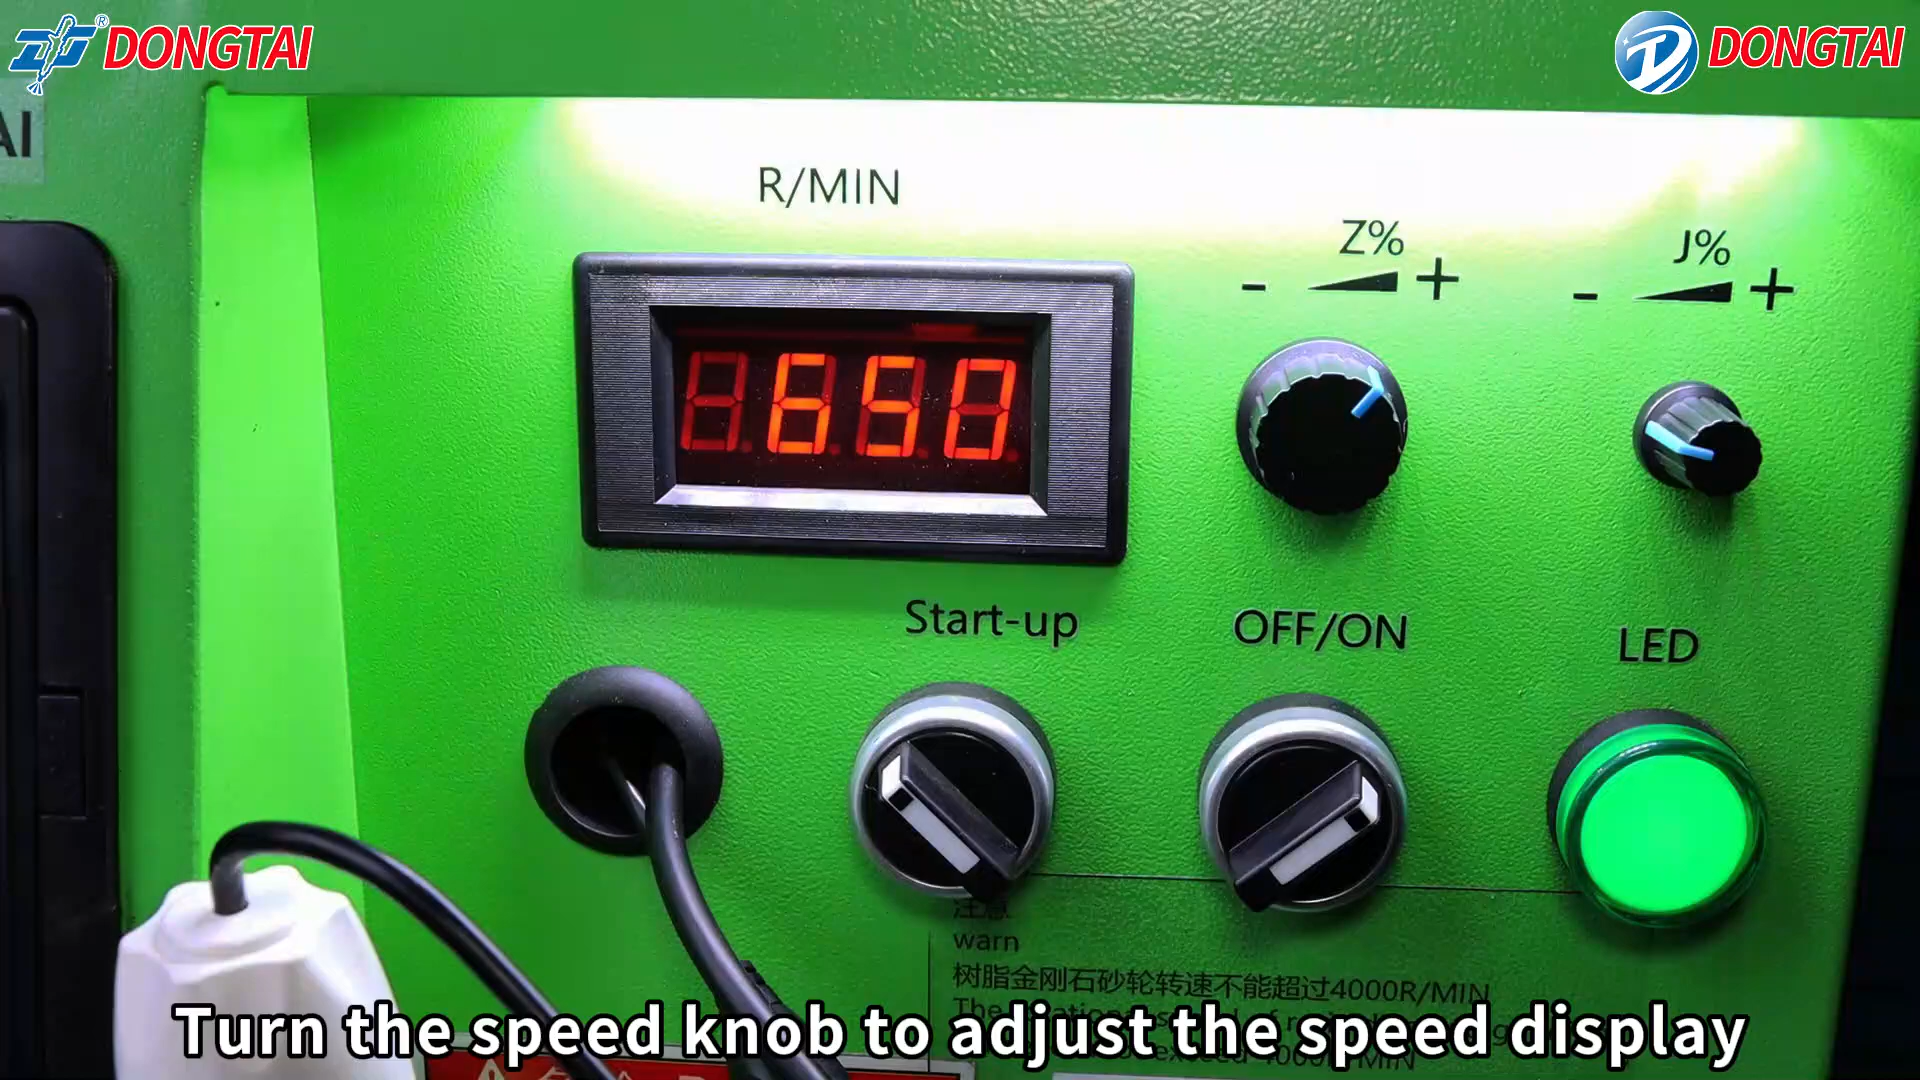 DONGTAI
DONGTAI
AI
R/MIN
650
Z%
- +
J%
- +
Start-up
OFF/ON
LED
注意
warn
树脂金刚石砂轮转速不能超过4000R/MIN
Turn the speed knob to adjust the speed display